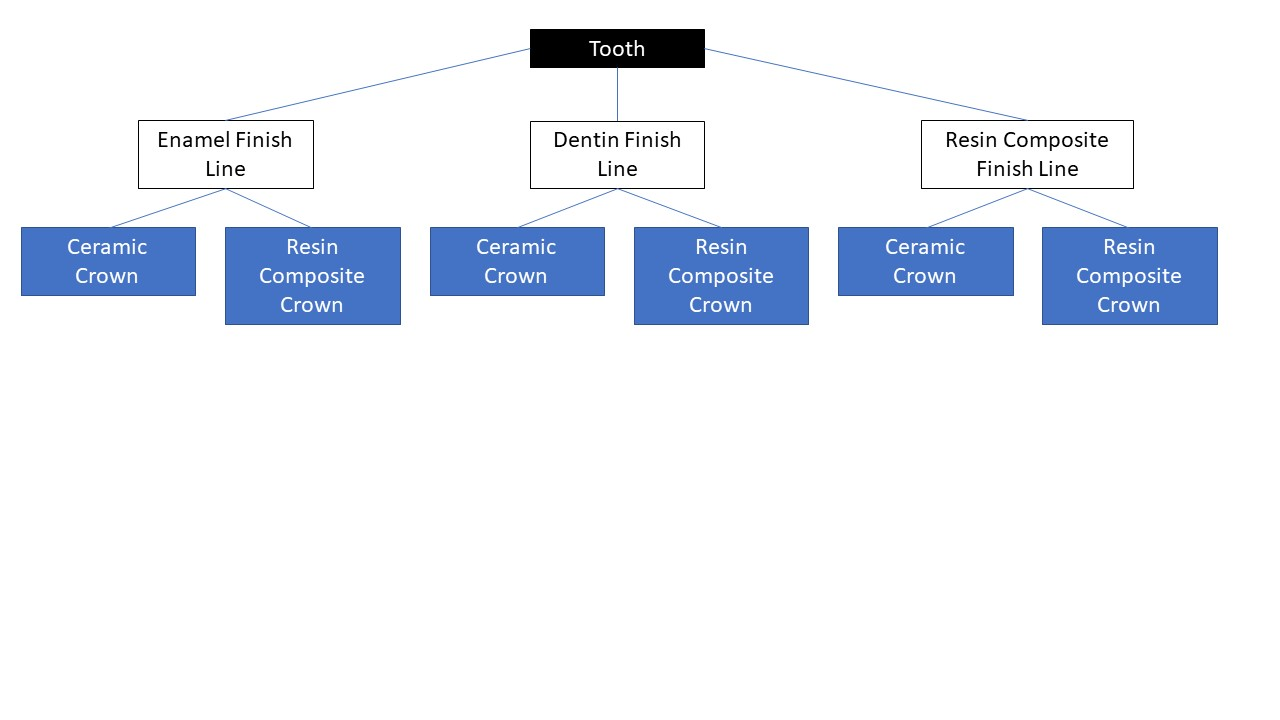 Tooth
Enamel Finish
Line
Dentin Finish
Line
Resin Composite
Finish Line
Ceramic
Crown
Resin
Composite
Crown
Ceramic
Crown
Resin
Composite
Crown
Ceramic
Crown
Resin
Composite
Crown